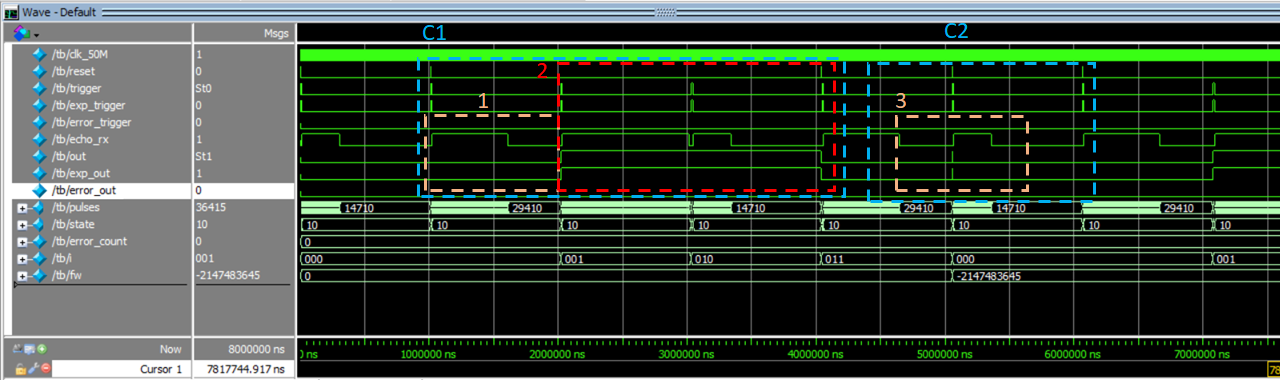 Wave - Default
Msgs
C1
C2
/tb/clk_50M 1
/tb/reset 0
2
/tb/trigger St0
/tb/exp_trigger 0
1
3
/tb/error_trigger 0
/tb/echo_rx 1
/tb/out St1
/tb/exp_out 1
/tb/error_out 0
/tb/pulses 36415 14710 29410 14710 29410 14710 29410
/tb/state 10 10 10 10 10 10 10 10 10
/tb/error_count 0 0
/tb/i 001 000 001 010 011 000 001
/tb/fw -2147483645 0 -2147483645
Now 8000000 ns ns 1000000 ns 2000000 ns 3000000 ns 4000000 ns 5000000 ns 6000000 ns 7000000 ns
Cursor 1 7817744.917 ns 78